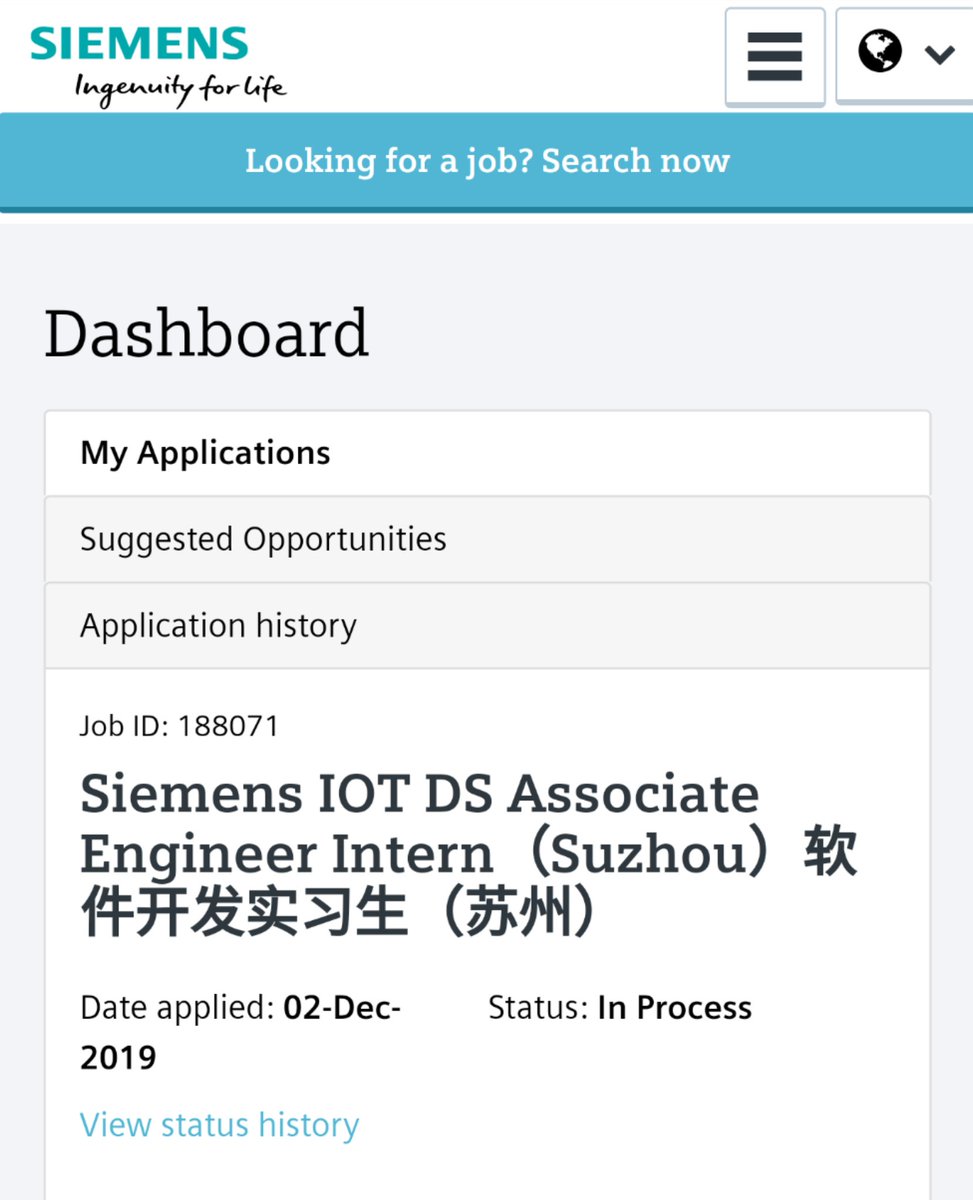 SIEMENS
Ingenuity for life
Looking for a job? Search now
Dashboard
My Applications
Suggested Opportunities
Application history
Job ID: 188071
Siemens IOT DS Associate
Engineer Intern（Suzhou）软
件开发实习生（苏州）
Date applied: 02-Dec-
2019
Status: In Process
View status history